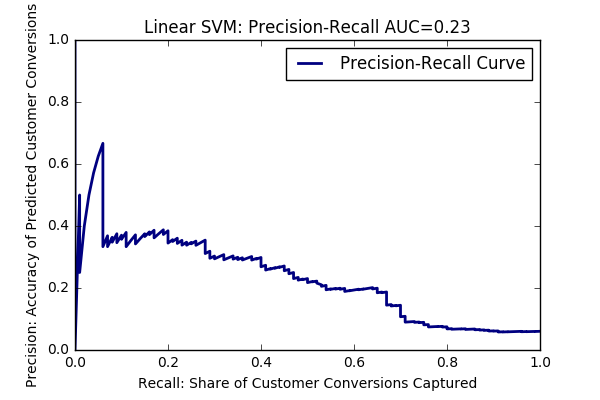 Linear SVM: Precision-Recall AUC=0.23
Precision-Recall Curve
Precision: Accuracy of Predicted Customer Conversions
1.0
0.8
0.6
0.4
0.2
0.0
0.0 0.2 0.4 0.6 0.8 1.0
Recall: Share of Customer Conversions Captured